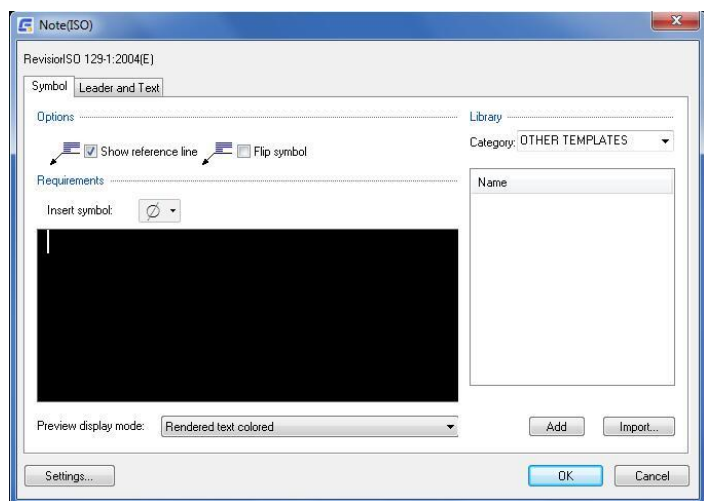 Note(ISO)
RevisiorISO 129-1:2004(E)
Symbol Leader and Text
Options
Show reference line Flip symbol
Requirements
Insert symbol:
Preview display mode: Rendered text colored
Library
Category: OTHER TEMPLATES
Name
Add Import...
Settings... OK Cancel